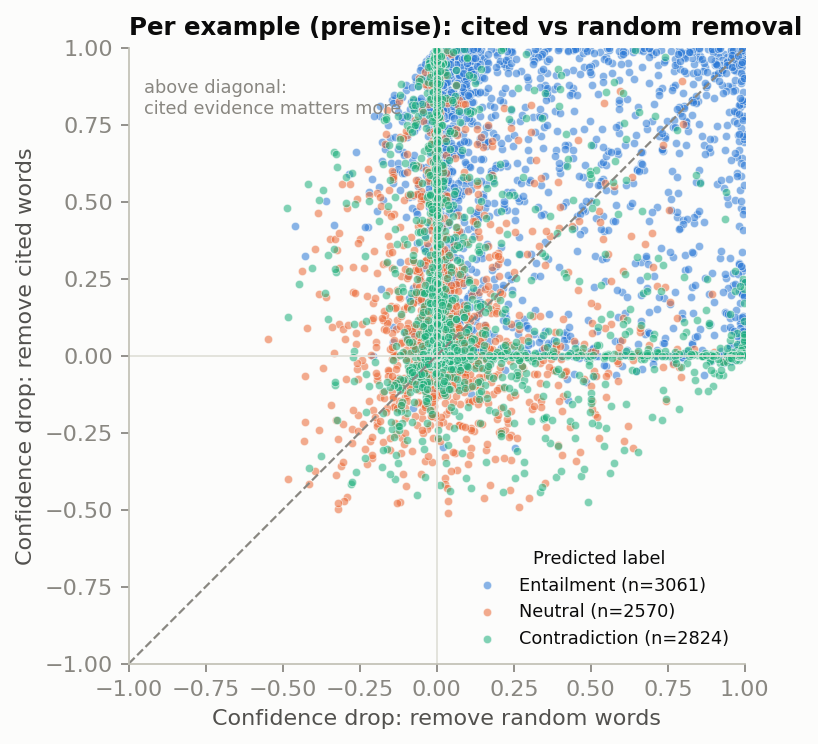 Per example (premise): cited vs random removal
above diagonal:
cited evidence matters more
Confidence drop: remove cited words
1.00
0.75
0.50
0.25
0.00
−0.25
−0.50
−0.75
−1.00
Predicted label
Entailment (n=3061)
Neutral (n=2570)
Contradiction (n=2824)
−1.00 −0.75 −0.50 −0.25 0.00 0.25 0.50 0.75 1.00
Confidence drop: remove random words